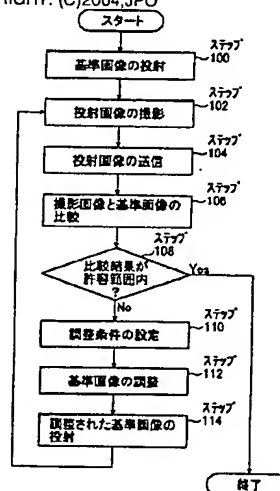 RIGHT: (C)2004,JPO
スタート
ステップ
100
基準画像の投射
ステップ
102
投射画像の撮影
ステップ
104
投射画像の送信
ステップ
106
撮影画像と基準画像の
比較
ステップ
108
比較結果が
許容範囲内
?
Yes
No
ステップ
110
調整条件の設定
ステップ
112
基準画像の調整
ステップ
114
調整された基準画像の
投射
終了